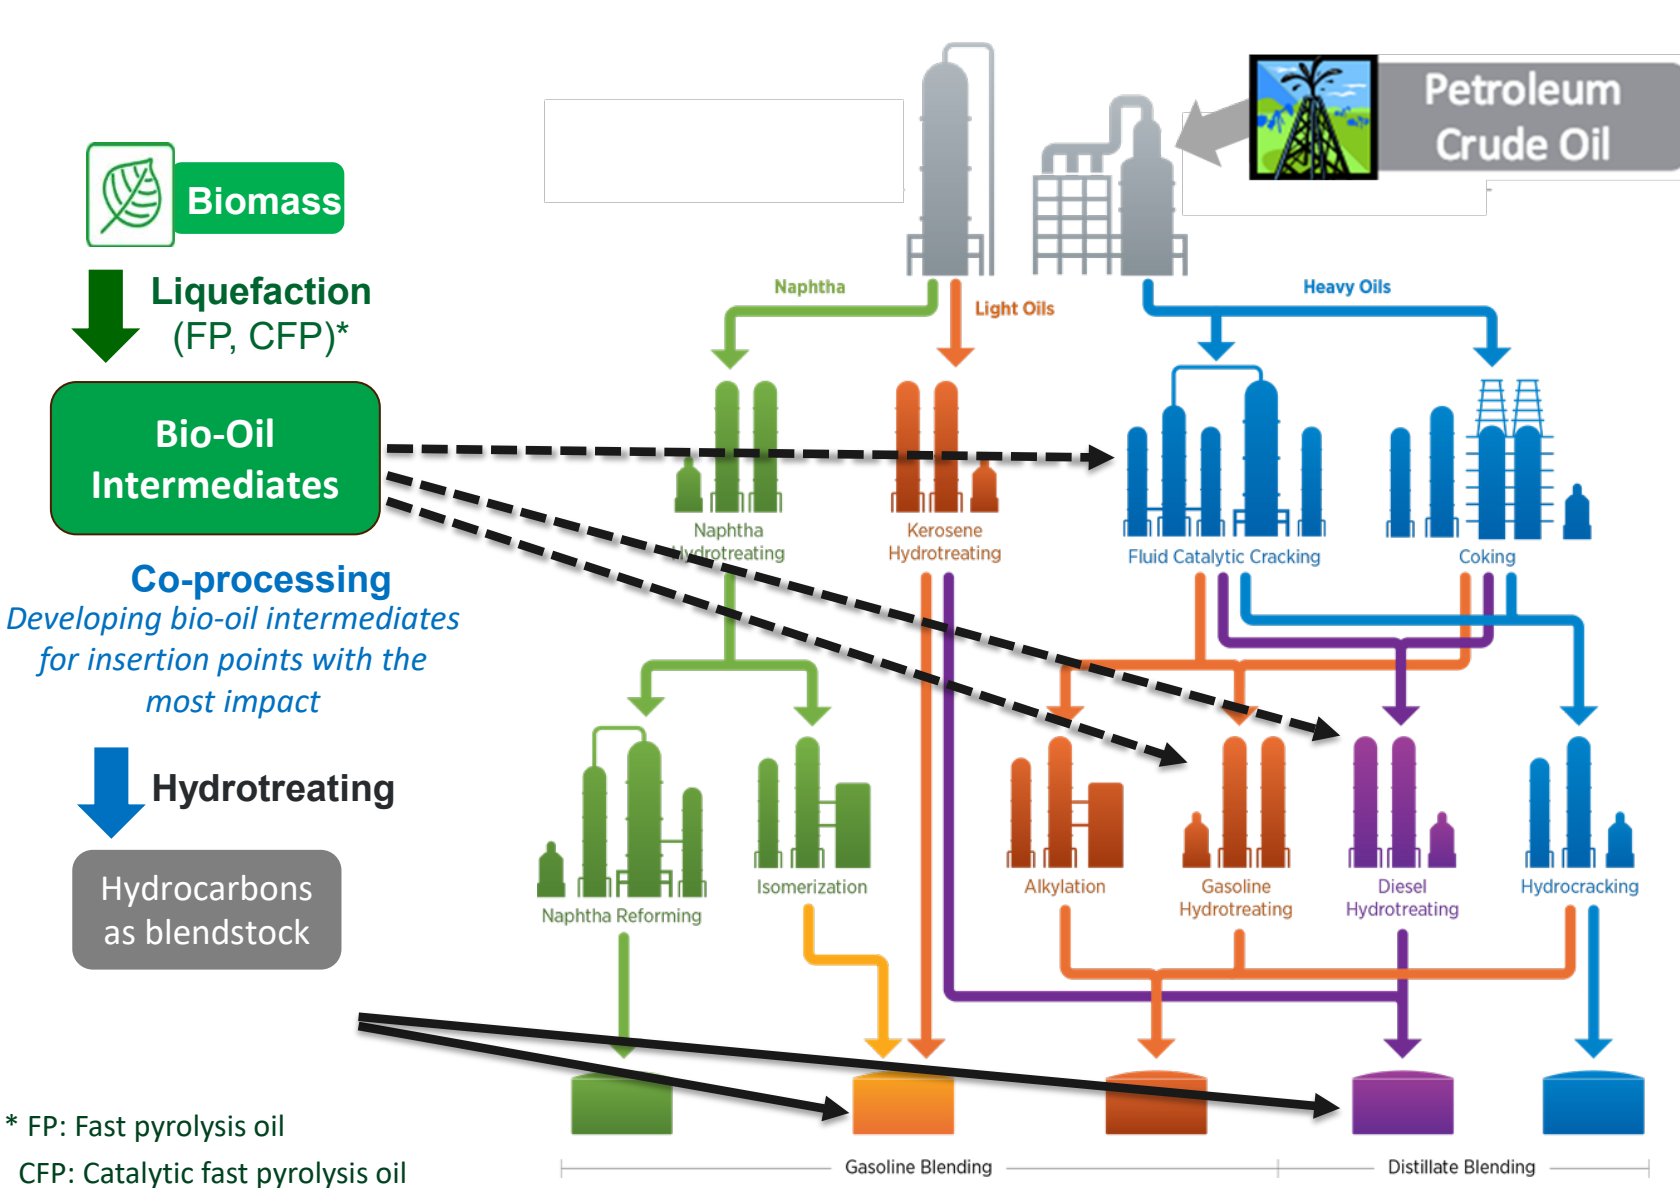 Petroleum
Crude Oil
Biomass
Liquefaction
(FP, CFP)*
Bio-Oil
Intermediates
Co-processing
Developing bio-oil intermediates
for insertion points with the
most impact
Hydrotreating
Hydrocarbons
as blendstock
* FP: Fast pyrolysis oil
CFP: Catalytic fast pyrolysis oil
Naphtha
Light Oils
Heavy Oils
Naphtha
Hydrotreating
Kerosene
Hydrotreating
Fluid Catalytic Cracking
Coking
Naphtha Reforming
Isomerization
Alkylation
Gasoline
Hydrotreating
Diesel
Hydrotreating
Hydrocracking
Gasoline Blending
Distillate Blending